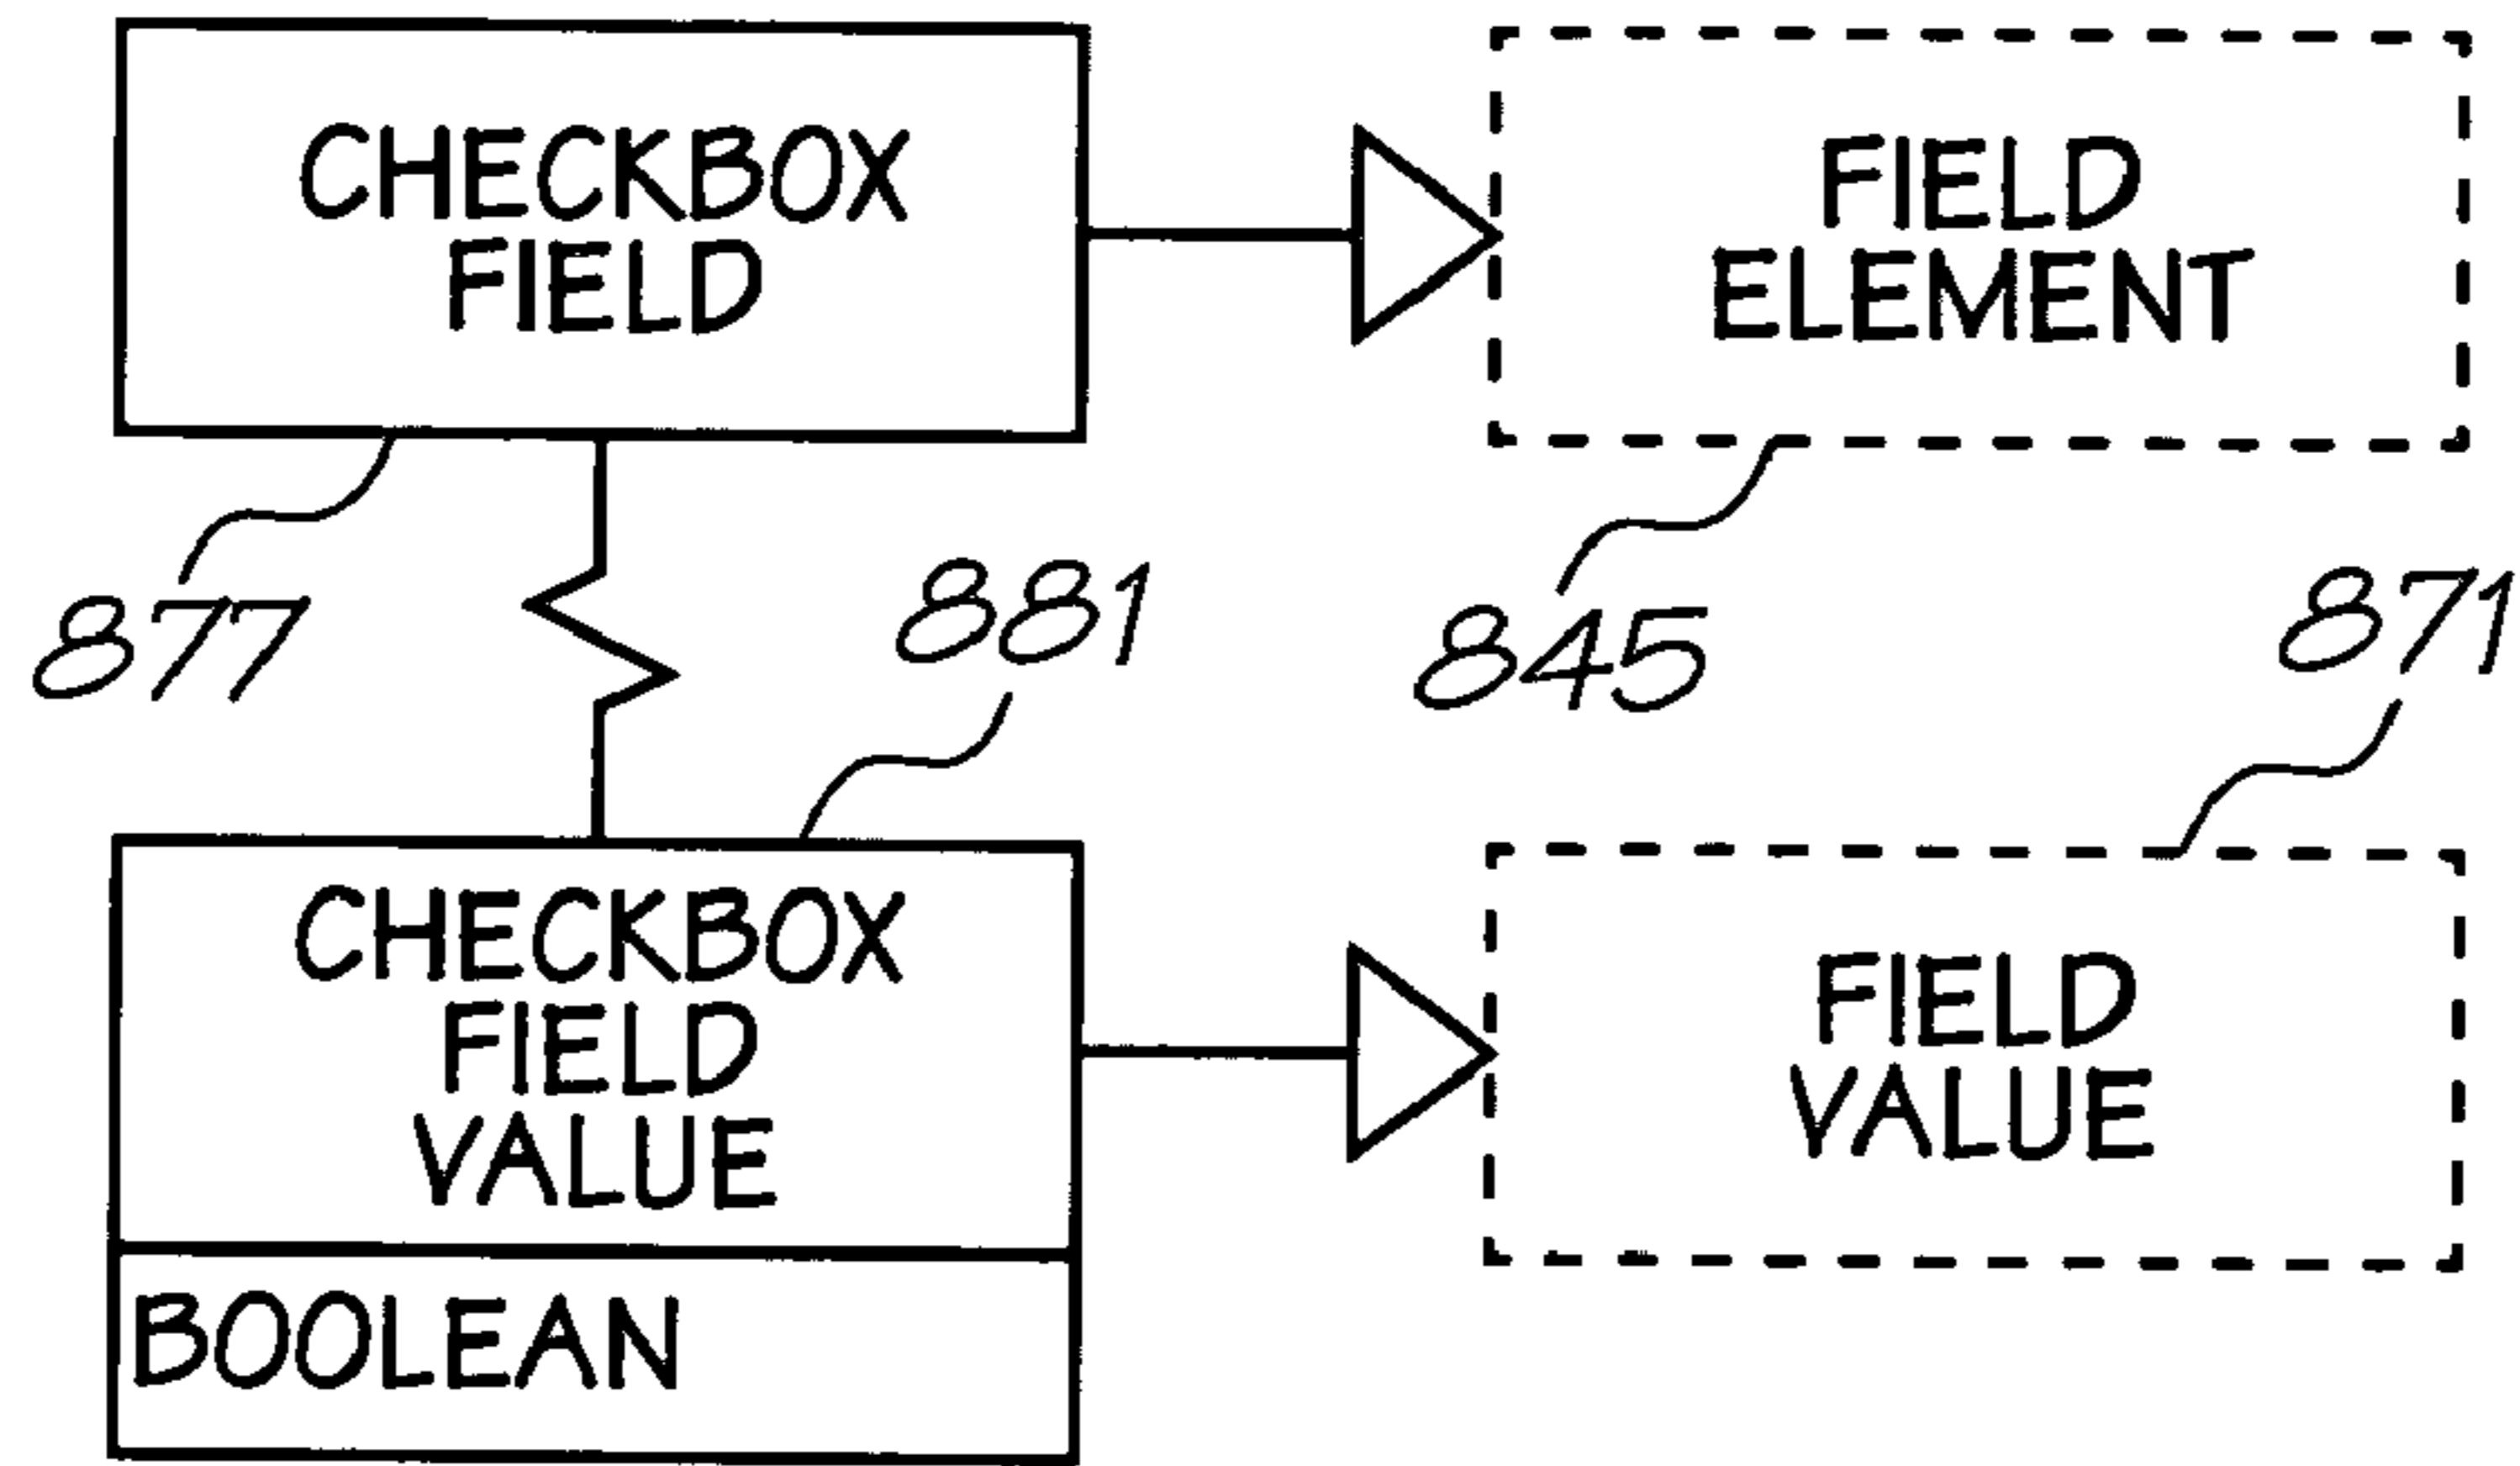 CHECKBOX
FIELD
FIELD
ELEMENT
877
881
845
871
CHECKBOX
FIELD
VALUE
BOOLEAN
FIELD
VALUE